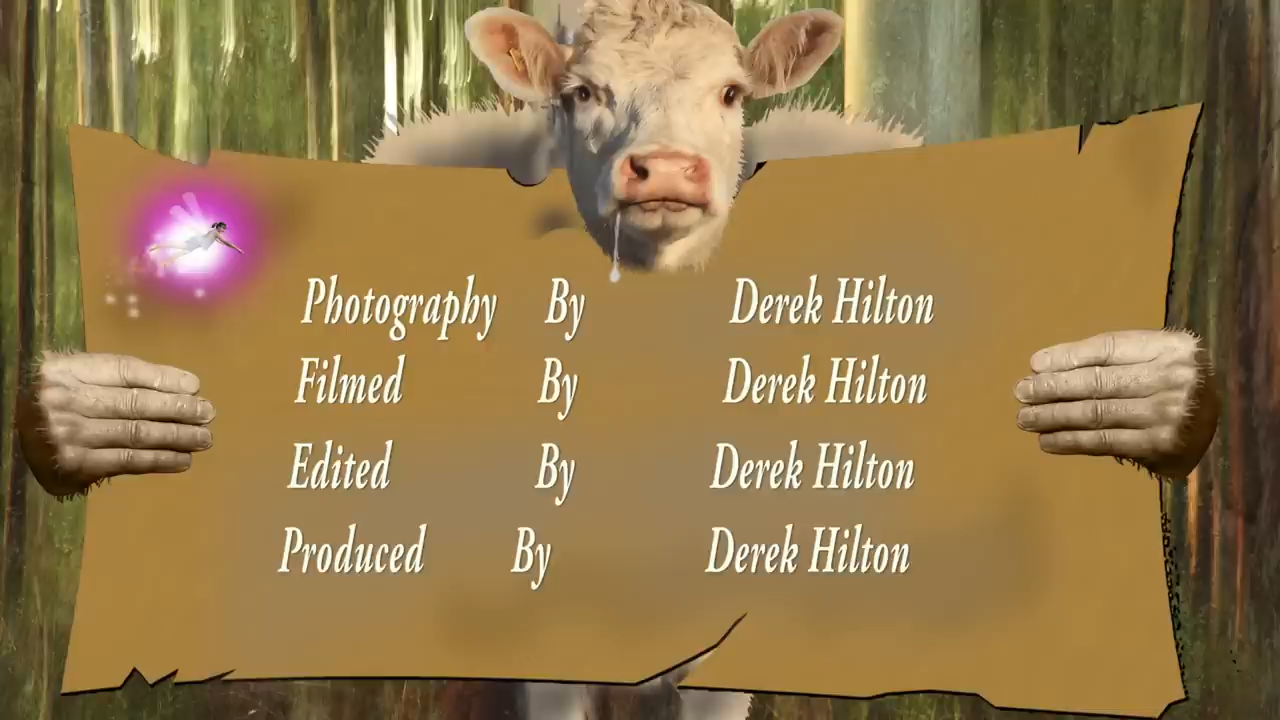 Photography By Derek Hilton
Filmed By Derek Hilton
Edited By Derek Hilton
Produced By Derek Hilton